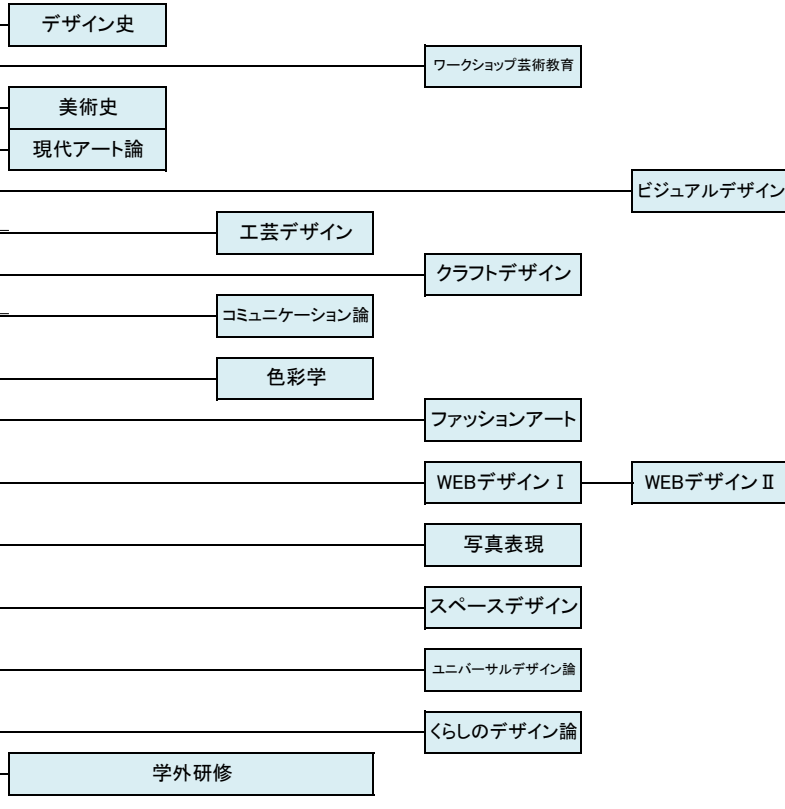 デザイン史
ワークショップ芸術教育
美術史
現代アート論
ビジュアルデザイン
工芸デザイン
クラフトデザイン
コミュニケーション論
色彩学
ファッションアート
WEBデザインⅠ
WEBデザインⅡ
写真表現
スペースデザイン
ユニバーサルデザイン論
くらしのデザイン論
学外研修